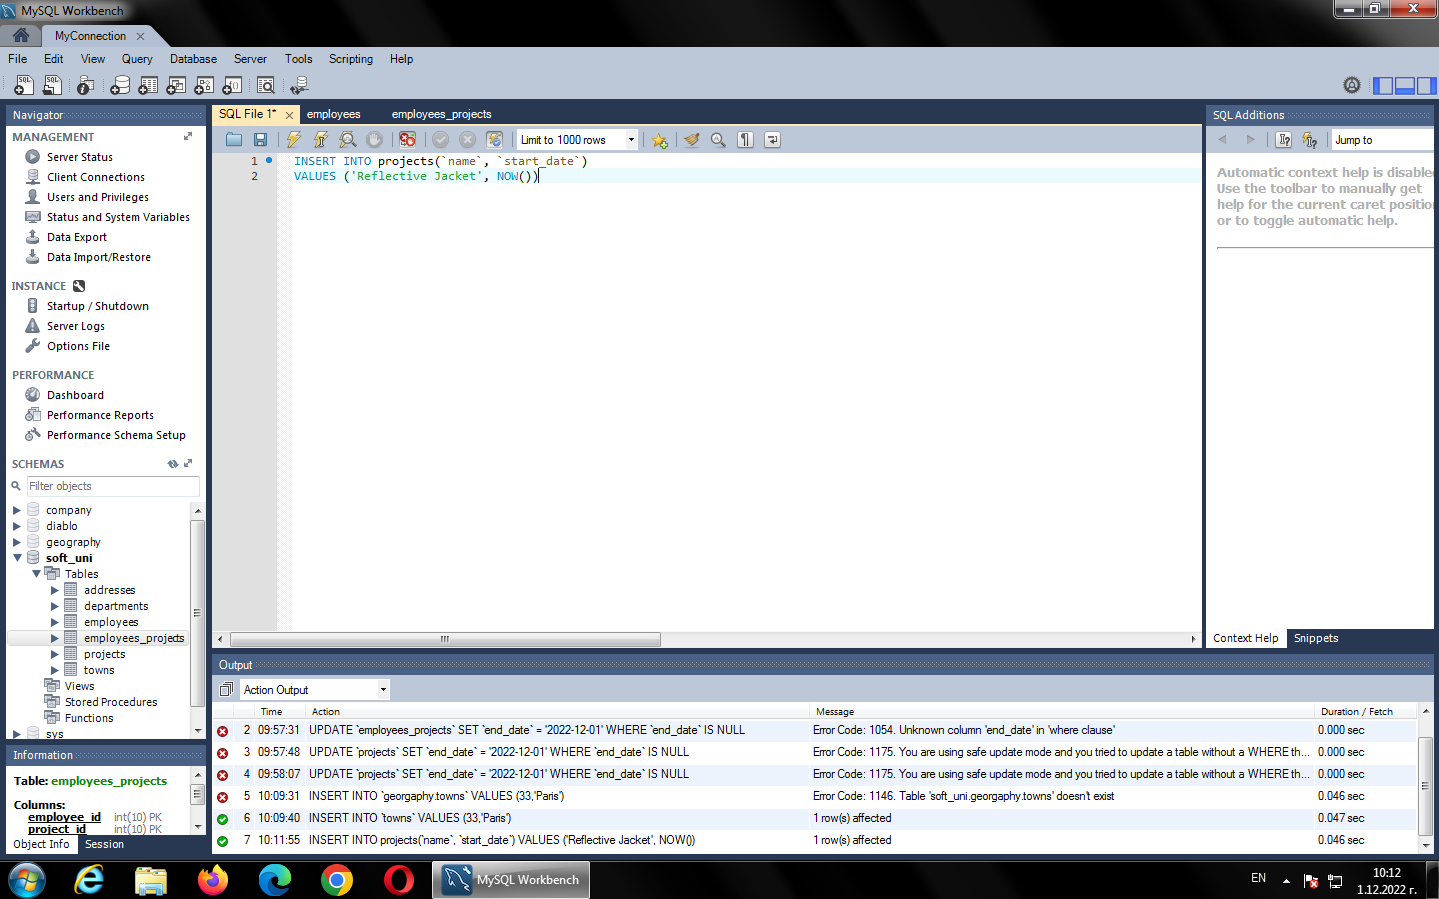 MySQL Workbench
MyConnection
File Edit View Query Database Server Tools Scripting Help
Navigator
MANAGEMENT
Server Status
Client Connections
Users and Privileges
Status and System Variables
Data Export
Data Import/Restore
INSTANCE
Startup / Shutdown
Server Logs
Options File
PERFORMANCE
Dashboard
Performance Reports
Performance Schema Setup
SCHEMAS
Filter objects
company
diablo
geography
soft_uni
Tables
addresses
departments
employees
employees_projects
projects
towns
Views
Stored Procedures
Functions
sys
Information
Table: employees_projects
Columns:
employee_id int(10) PK
project_id int(10) PK
Object Info Session
SQL File 1* employees employees_projects
Limit to 1000 rows
1 INSERT INTO projects(`name`, `start_date`)
2 VALUES ('Reflective Jacket', NOW())
SQL Additions
Jump to
Automatic context help is disabled
Use the toolbar to manually get
help for the current caret position
or to toggle automatic help.
Context Help Snippets
Output
Action Output
Time Action Message Duration / Fetch
2 09:57:31 UPDATE `employees_projects` SET `end_date` = '2022-12-01' WHERE `end_date` IS NULL Error Code: 1054. Unknown column 'end_date' in 'where clause' 0.000 sec
3 09:57:48 UPDATE `projects` SET `end_date` = '2022-12-01' WHERE `end_date` IS NULL Error Code: 1175. You are using safe update mode and you tried to update a table without a WHERE th... 0.000 sec
4 09:58:07 UPDATE `projects` SET `end_date` = '2022-12-01' WHERE `end_date` IS NULL Error Code: 1175. You are using safe update mode and you tried to update a table without a WHERE th... 0.000 sec
5 10:09:31 INSERT INTO `georgaphy.towns` VALUES (33,'Paris') Error Code: 1146. Table 'soft_uni.georgaphy.towns' doesn't exist 0.046 sec
6 10:09:40 INSERT INTO `towns` VALUES (33,'Paris') 1 row(s) affected 0.047 sec
7 10:11:55 INSERT INTO projects(`name`, `start_date`) VALUES ('Reflective Jacket', NOW()) 1 row(s) affected 0.046 sec
MySQL Workbench
EN
10:12
1.12.2022 г.